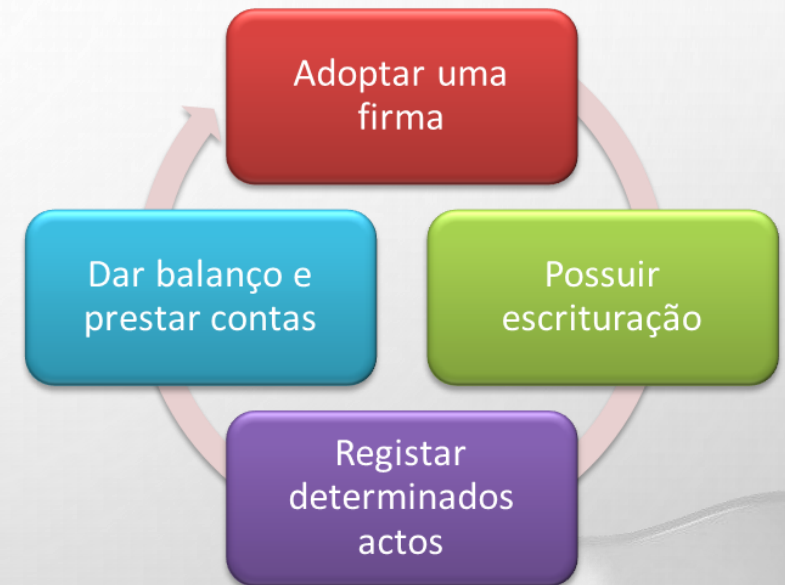 Adoptar uma
firma
Possuir
escrituração
Registar
determinados
actos
Dar balanço e
prestar contas